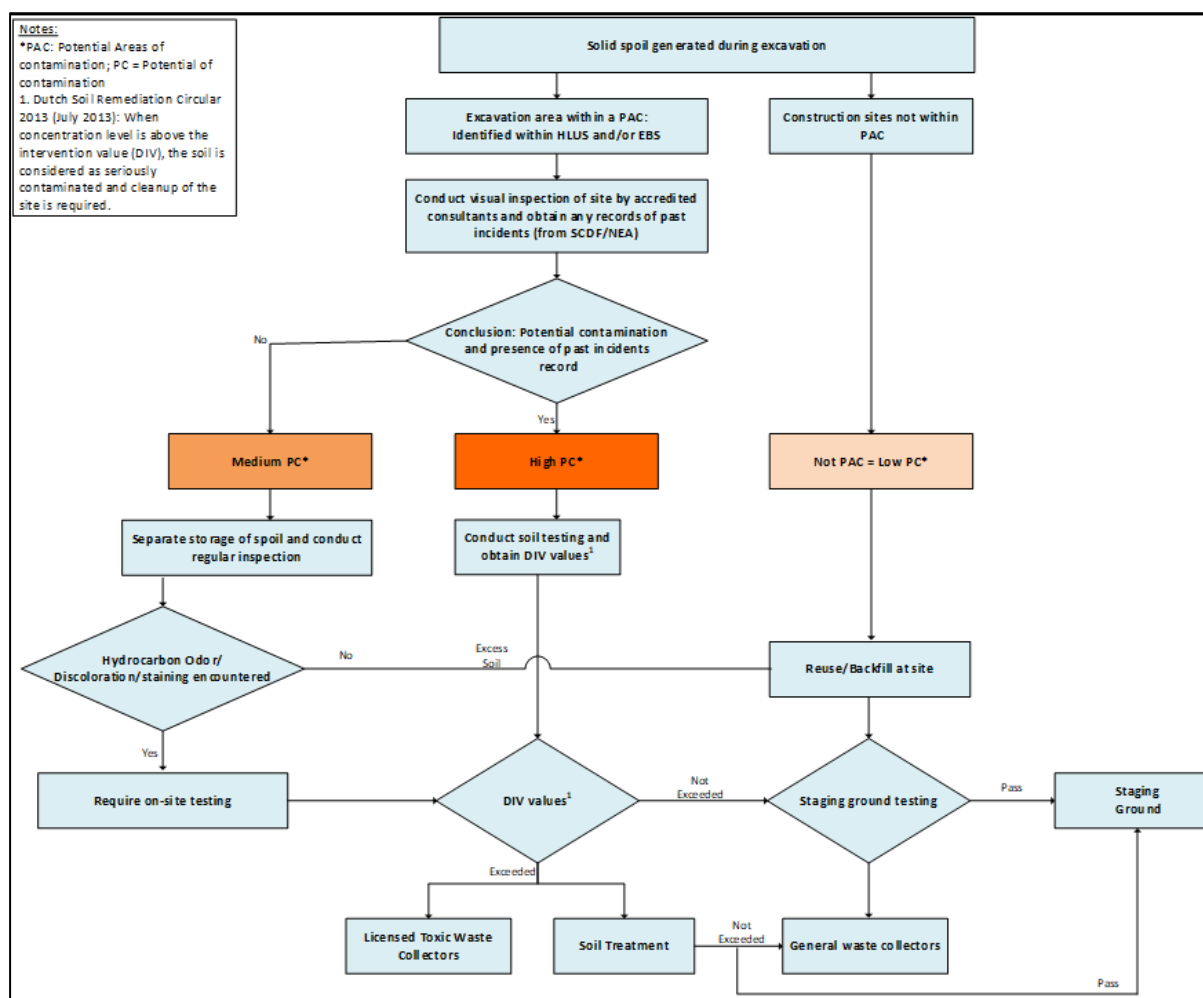 Notes:
*PAC: Potential Areas of
contamination; PC = Potential of
contamination
1. Dutch Soil Remediation Circular
2013 (July 2013): When
concentration level is above the
intervention value (DIV), the soil is
considered as seriously
contaminated and cleanup of the
site is required.
Solid spoil generated during excavation
Excavation area within a PAC:
Identified within HLUS and/or EBS
Construction sites not within
PAC
Conduct visual inspection of site by accredited
consultants and obtain any records of past
incidents (from SCDF/NEA)
Conclusion: Potential contamination
and presence of past incidents
record
No
Yes
Medium PC*
High PC*
Not PAC = Low PC*
Separate storage of spoil and conduct
regular inspection
Conduct soil testing and
obtain DIV values¹
Hydrocarbon Odor/
Discoloration/staining encountered
No
Excess
Soil
Reuse/Backfill at site
Yes
Require on-site testing
DIV values¹
Not
Exceeded
Staging ground testing
Pass
Staging
Ground
Exceeded
Licensed Toxic Waste
Collectors
Soil Treatment
Not
Exceeded
General waste collectors
Pass